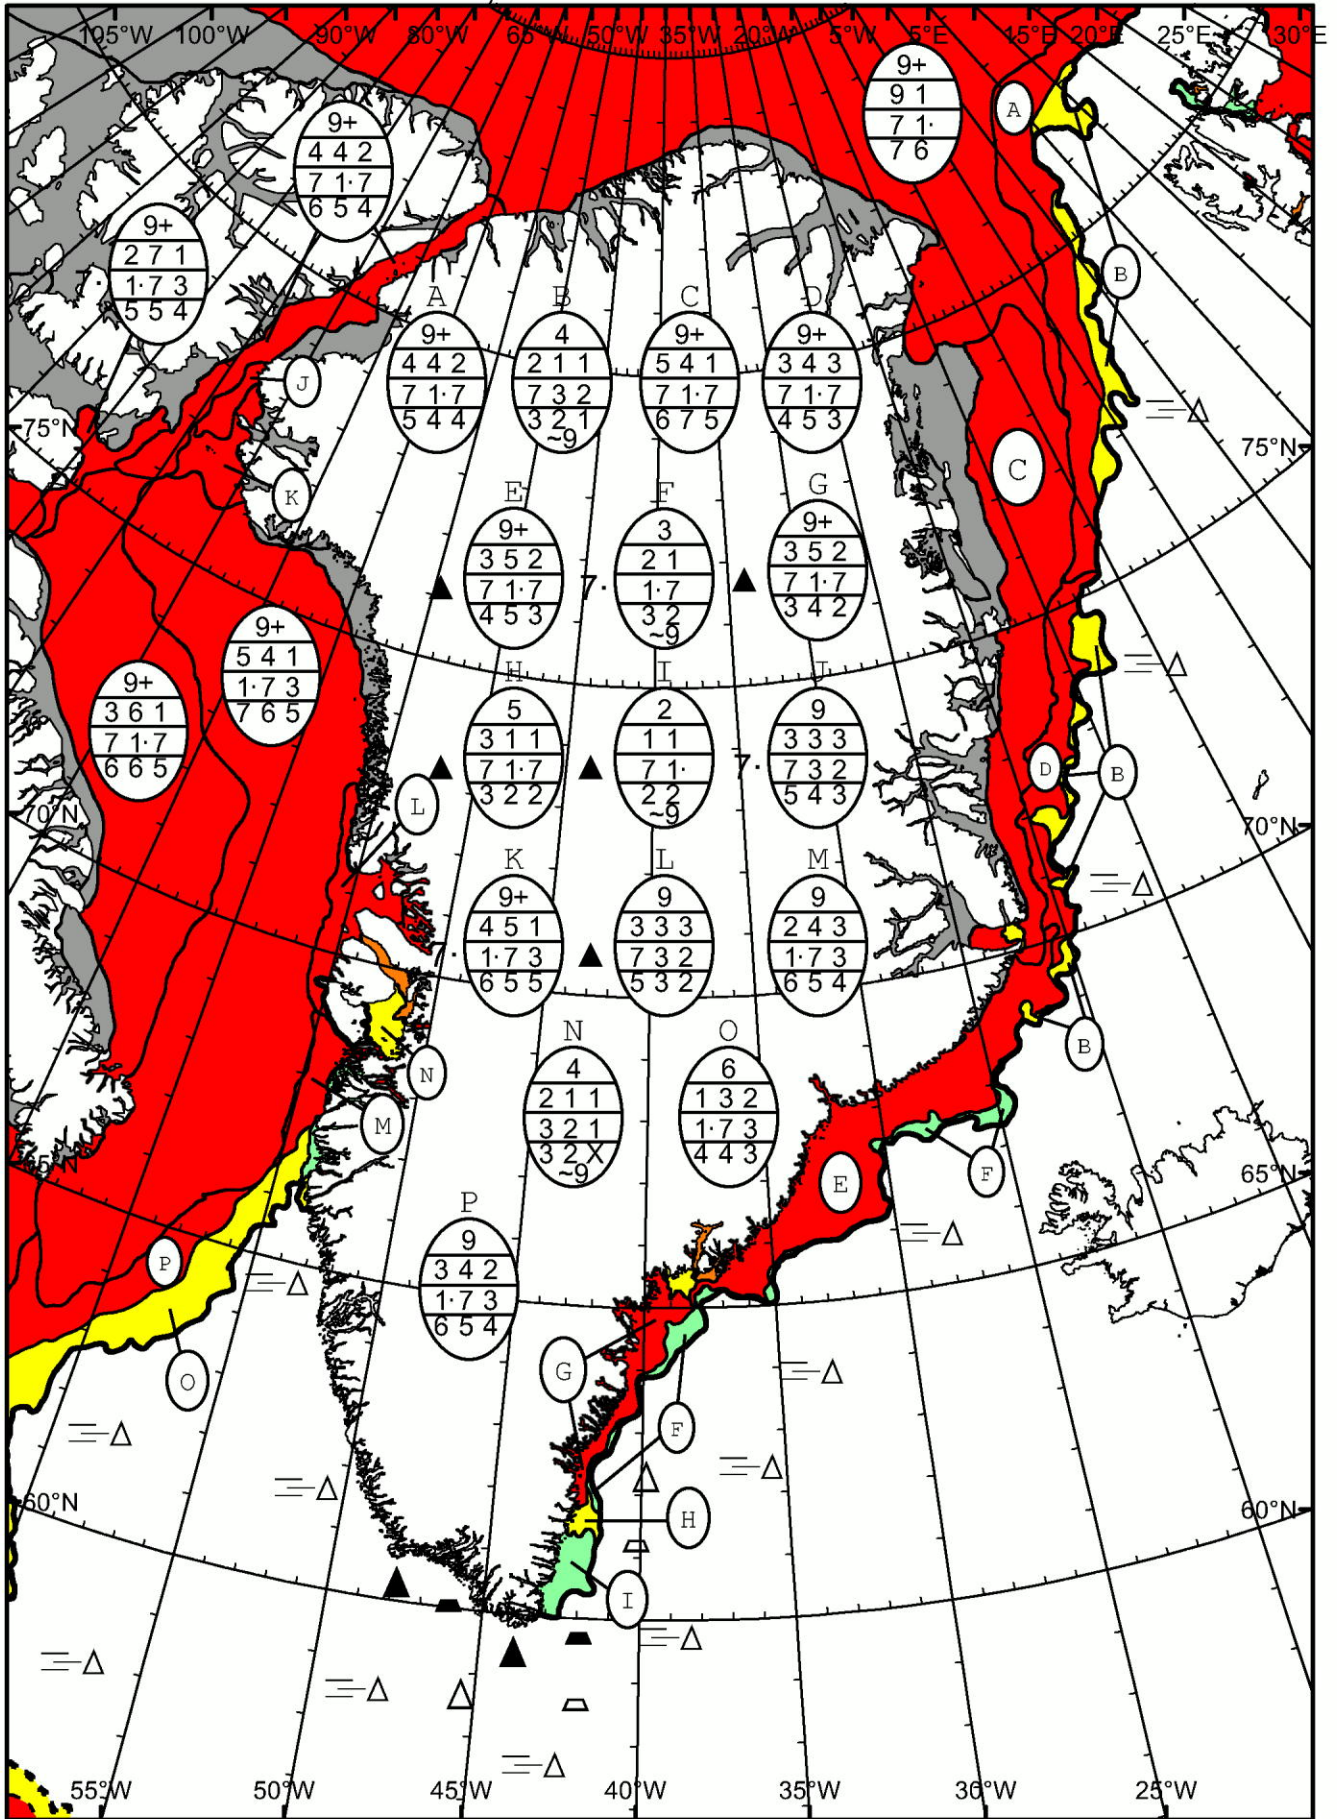 105°W 100°W 90°W 80°W 65°W 50°W 35°W 20°W 5°W 5°E 15°E 20°E 25°E 30°E
9+
9 1
7 1·
7 6
A
9+
4 4 2
7 1·7
6 5 4
9+
2 7 1
1·7 3
5 5 4
B
A
9+
4 4 2
7 1·7
5 4 4
B
4
2 1 1
7 3 2
3 2 1
~9
C
9+
5 4 1
7 1·7
6 7 5
D
9+
3 4 3
7 1·7
4 5 3
J
75°N
75°N
C
K
E
9+
3 5 2
7 1·7
4 5 3
7·
F
3
2 1
1·7
3 2
~9
G
9+
3 5 2
7 1·7
3 4 2
9+
5 4 1
1·7 3
7 6 5
9+
3 6 1
7 1·7
6 6 5
H
5
3 1 1
7 1·7
3 2 2
I
2
1 1
7 1·
2 2
~9
7·
J
9
3 3 3
7 3 2
5 4 3
D
B
L
70°N
70°N
7·
K
9+
4 5 1
1·7 3
6 5 5
L
9
3 3 3
7 3 2
5 3 2
M
9
2 4 3
1·7 3
6 5 4
B
N
M
N
4
2 1 1
3 2 1
3 2 X
~9
O
6
1 3 2
1·7 3
4 4 3
65°N
65°N
F
E
P
P
9
3 4 2
1·7 3
6 5 4
O
G
F
60°N
60°N
H
I
55°W 50°W 45°W 40°W 35°W 30°W 25°W